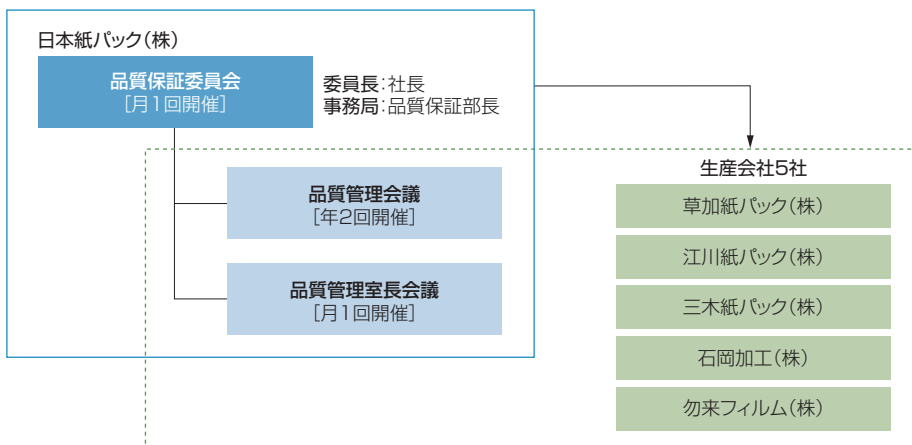 日本紙パック(株)
品質保証委員会
[月1回開催]
委員長:社長
事務局:品質保証部長
品質管理会議
[年2回開催]
品質管理室長会議
[月1回開催]
生産会社5社
草加紙パック(株)
江川紙パック(株)
三木紙パック(株)
石岡加工(株)
勿来フィルム(株)